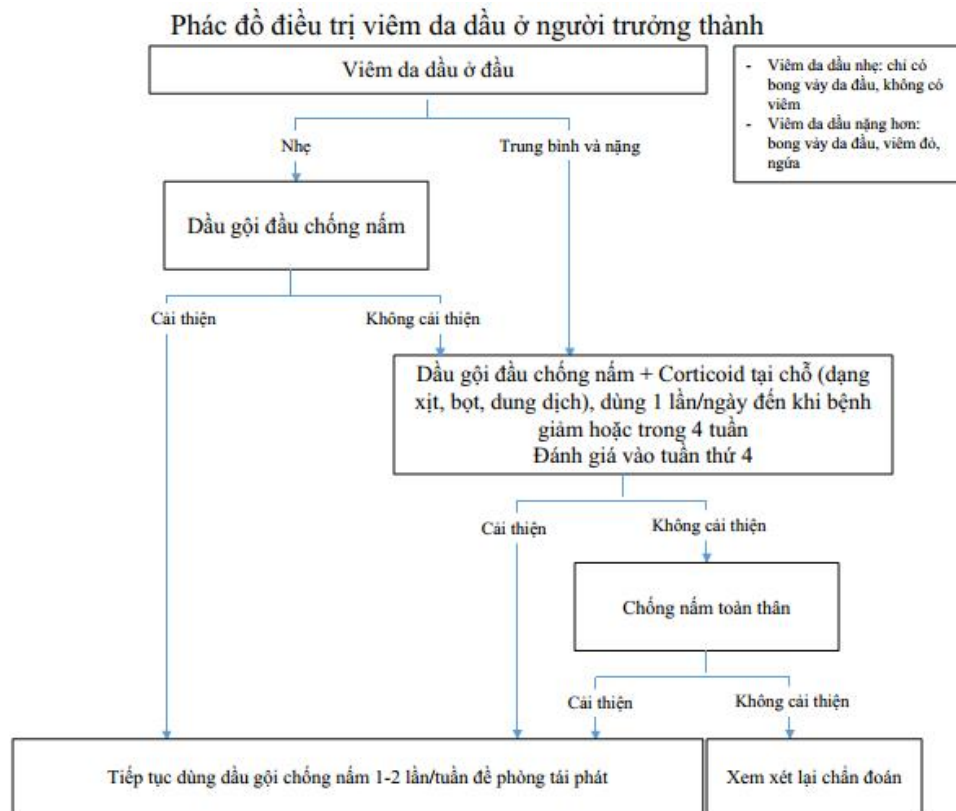 Phác đồ điều trị viêm da dầu ở người trưởng thành
Viêm da dầu ở đầu
- Viêm da dầu nhẹ: chỉ có
bong vảy da đầu, không có
viêm
- Viêm da dầu nặng hơn:
bong vảy da đầu, viêm đỏ,
ngứa
Nhẹ
Trung bình và nặng
Dầu gội đầu chống nấm
Cải thiện
Không cải thiện
Dầu gội đầu chống nấm + Corticoid tại chỗ (dạng
xịt, bọt, dung dịch), dùng 1 lần/ngày đến khi bệnh
giảm hoặc trong 4 tuần
Đánh giá vào tuần thứ 4
Cải thiện
Không cải thiện
Chống nấm toàn thân
Cải thiện
Không cải thiện
Tiếp tục dùng dầu gội chống nấm 1-2 lần/tuần đề phòng tái phát
Xem xét lại chẩn đoán